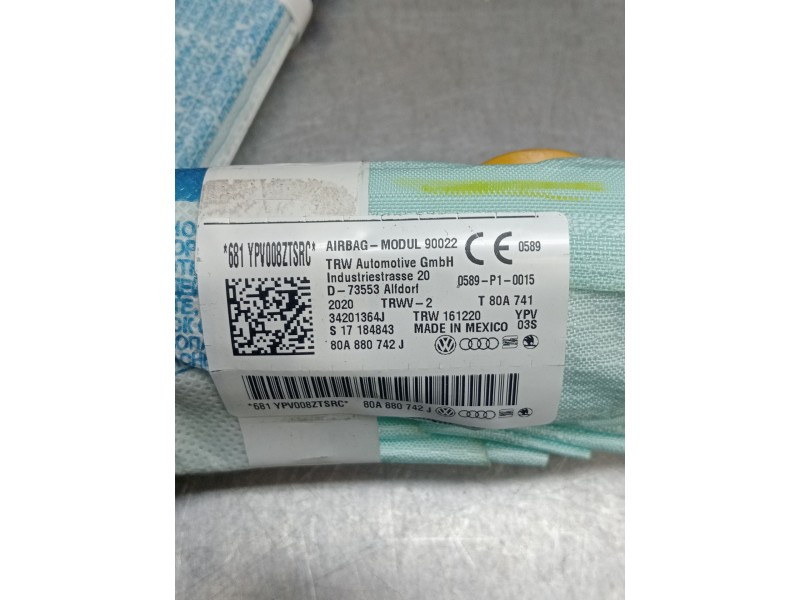 *681 YPV008ZTSRC*
AIRBAG-MODUL 90022
CE 0589
TRW Automotive GmbH
Industriestrasse 20
0589-P1-0015
D-73553 Alfdorf
2020 TRW-2 T 80A 741
34201364J TRW 161220 YPV
S 17 184843 MADE IN MEXICO 03S
80A 880 742 J
*681 YPV008ZTSRC* 80A 880 742 J